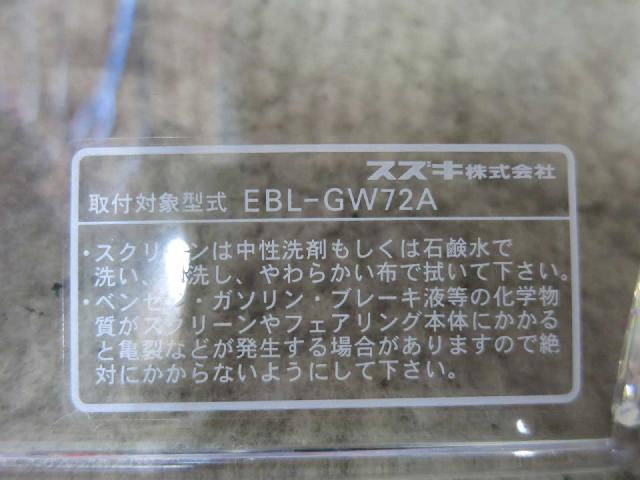 スズキ株式会社
取付対象型式 EBL-GW72A
・スクリーンは中性洗剤もしくは石鹸水で
洗い、水洗し、やわらかい布で拭いて下さい。
・ベンゼン・ガソリン・ブレーキ液等の化学物
質がスクリーンやフェアリング本体にかかる
と亀裂などが発生する場合がありますので絶
対にかからないようにして下さい。